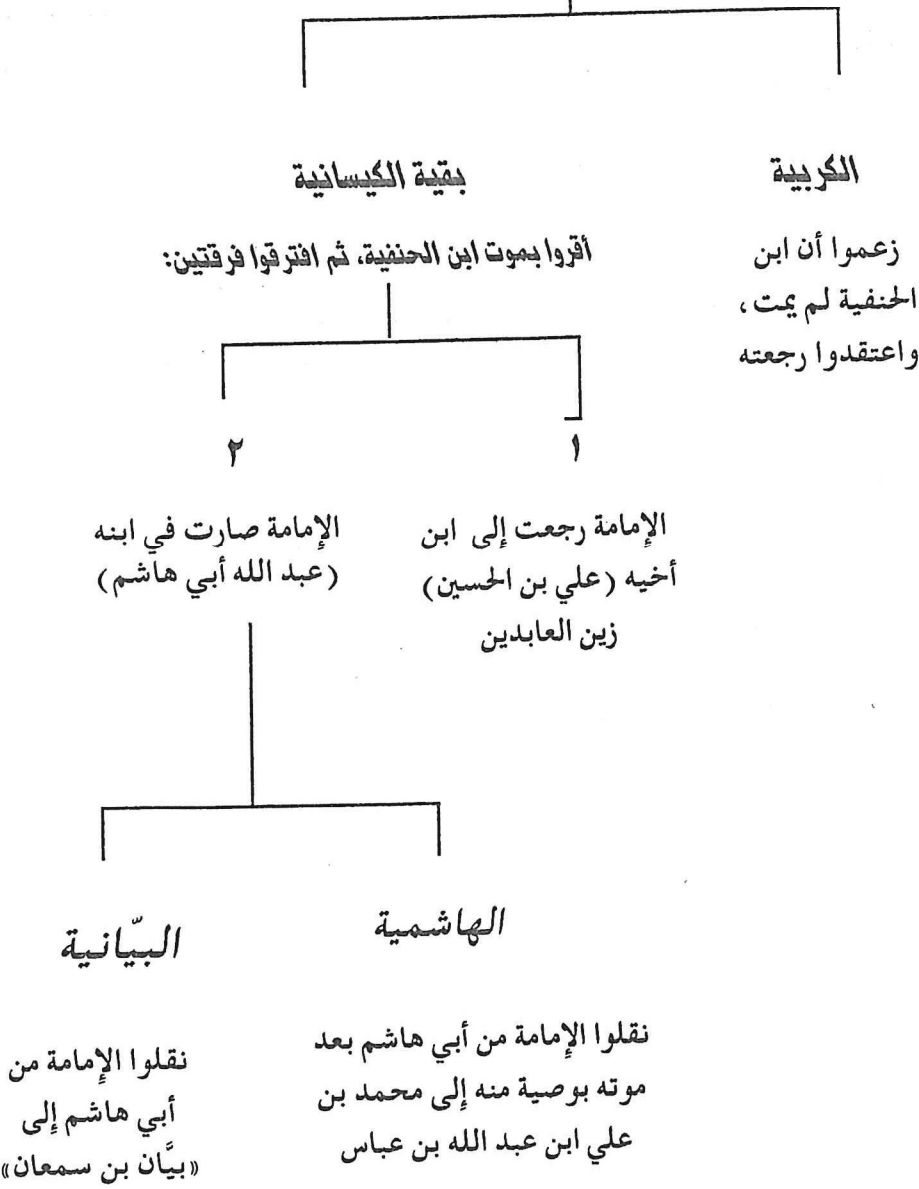 الكربية
زعموا أن ابن
الحنفية لم يمت،
واعتقدوا رجعته
بقية الكيسانية
أقروا بموت ابن الحنفية، ثم افترقوا فرقتين:
١
الإمامة رجعت إلى ابن
أخيه (علي بن الحسين)
زين العابدين
٢
الإمامة صارت في ابنه
(عبد الله أبي هاشم)
الهاشمية
نقلوا الإمامة من أبي هاشم بعد
موته بوصية منه إلى محمد بن
علي ابن عبد الله بن عباس
البيّانية
نقلوا الإمامة من
أبي هاشم إلى
«بيَّان بن سمعان»